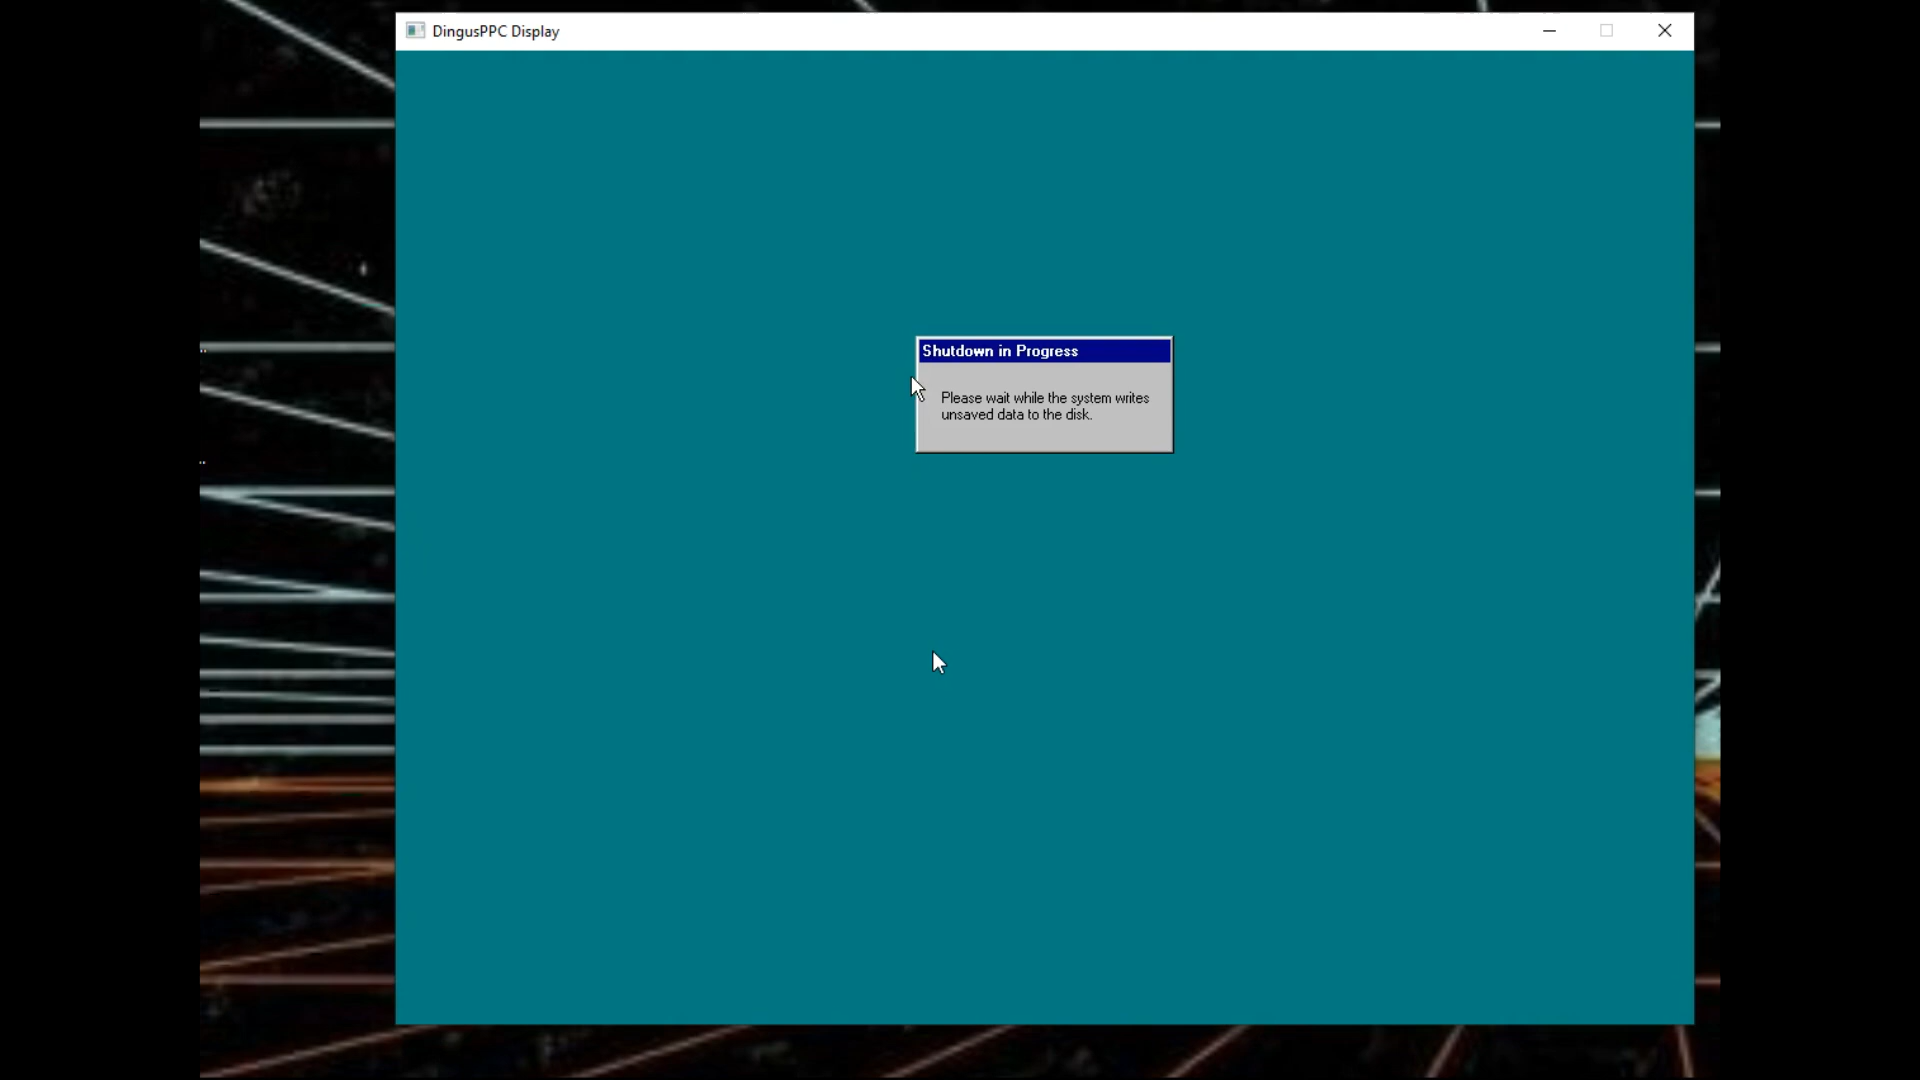 DingusPPC Display
Shutdown in Progress
Please wait while the system writes
unsaved data to the disk.